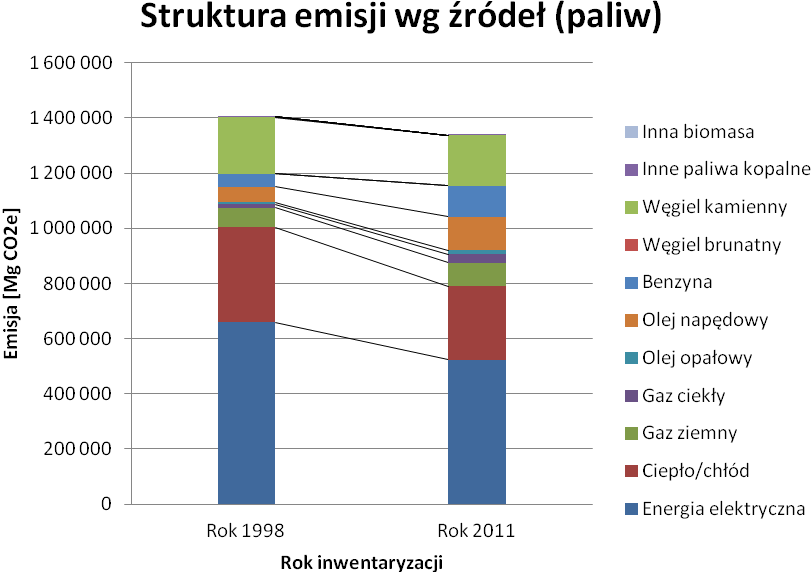 Struktura emisji wg źródeł (paliw)
Emisja [Mg CO2e]
1 600 000
1 400 000
1 200 000
1 000 000
800 000
600 000
400 000
200 000
0
Rok 1998
Rok 2011
Rok inwentaryzacji
Inna biomasa
Inne paliwa kopalne
Węgiel kamienny
Węgiel brunatny
Benzyna
Olej napędowy
Olej opałowy
Gaz ciekły
Gaz ziemny
Ciepło/chłód
Energia elektryczna